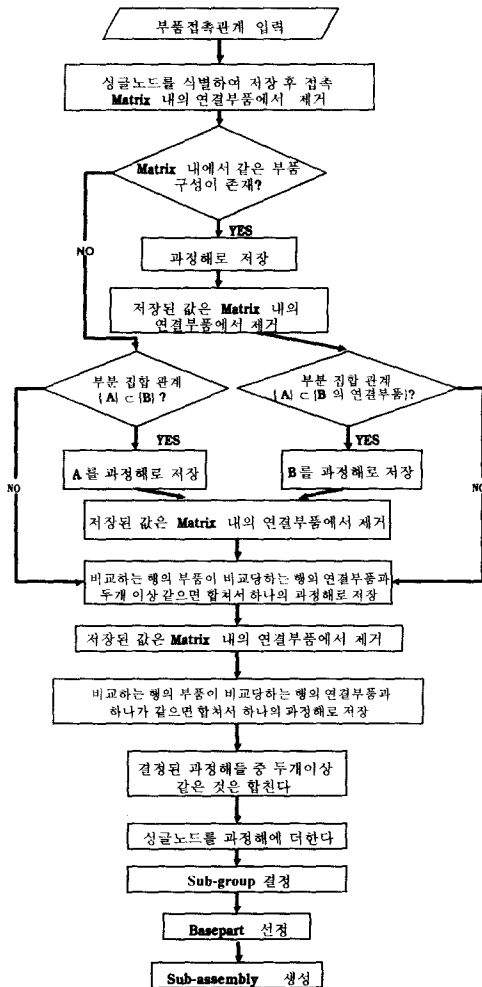 부품접촉관계 입력
싱글노드를 식별하여 저장 후 접촉
Matrix 내의 연결부품에서 제거
Matrix 내에서 같은 부품
구성이 존재?
NO
YES
과정해로 저장
저장된 값은 Matrix 내의
연결부품에서 제거
부분 집합 관계
{A} ⊂ {B} ?
부분 집합 관계
{A} ⊂ {B 의 연결부품}?
YES
YES
A를 과정해로 저장
B를 과정해로 저장
NO
NO
저장된 값은 Matrix 내의 연결부품에서 제거
비교하는 행의 부품이 비교당하는 행의 연결부품과
두개 이상 같으면 합쳐서 하나의 과정해로 저장
저장된 값은 Matrix 내의 연결부품에서 제거
비교하는 행의 부품이 비교당하는 행의 연결부품과
하나가 같으면 합쳐서 하나의 과정해로 저장
결정된 과정해들 중 두개이상
같은 것은 합친다
싱글노드를 과정해에 더한다
Sub-group 결정
Basepart 선정
Sub-assembly 생성